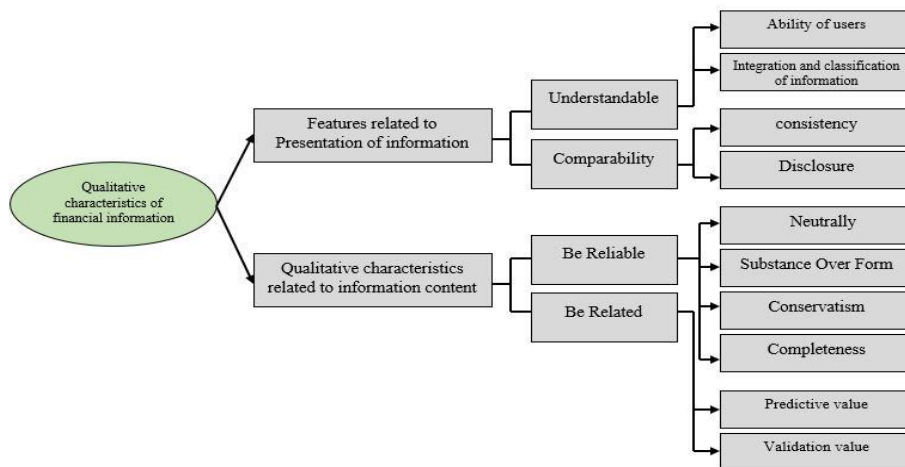 Qualitative
characteristics of
financial information
Features related to
Presentation of information
Qualitative characteristics
related to information content
Understandable
Comparability
Be Reliable
Be Related
Ability of users
Integration and classification
of information
consistency
Disclosure
Neutrally
Substance Over Form
Conservatism
Completeness
Predictive value
Validation value